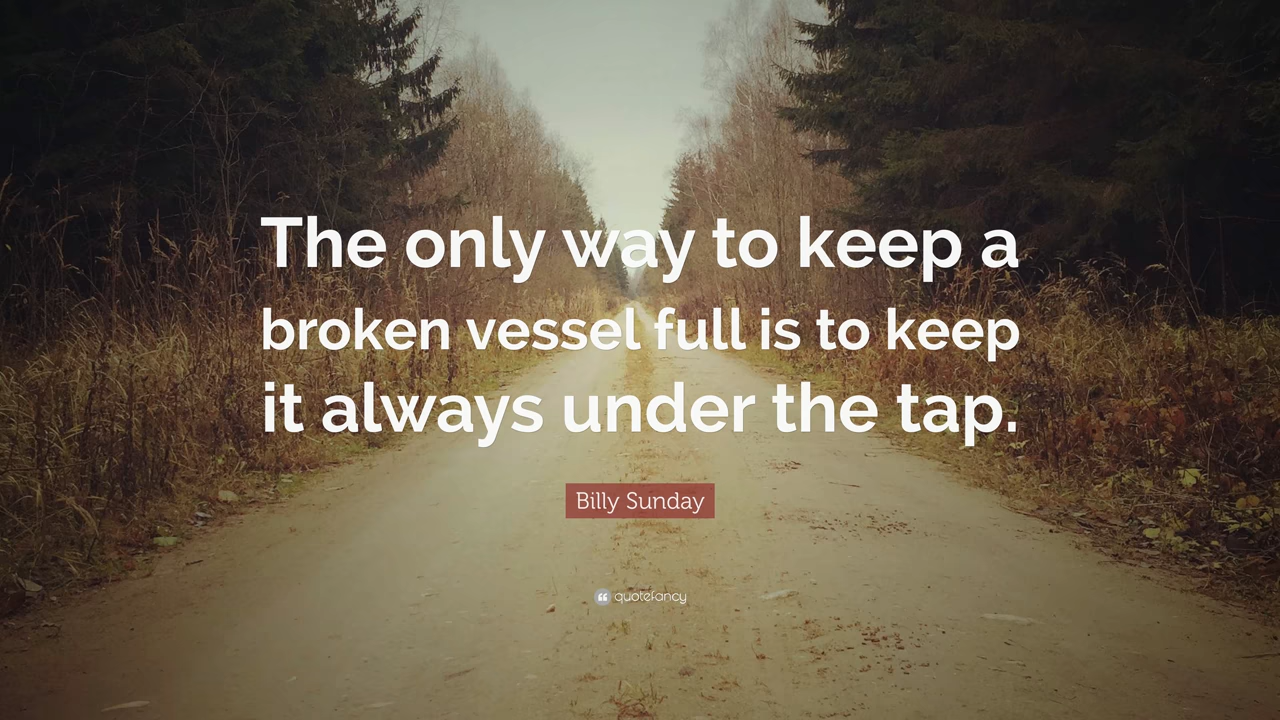 The only way to keep a
broken vessel full is to keep
it always under the tap.
Billy Sunday
quotefancy